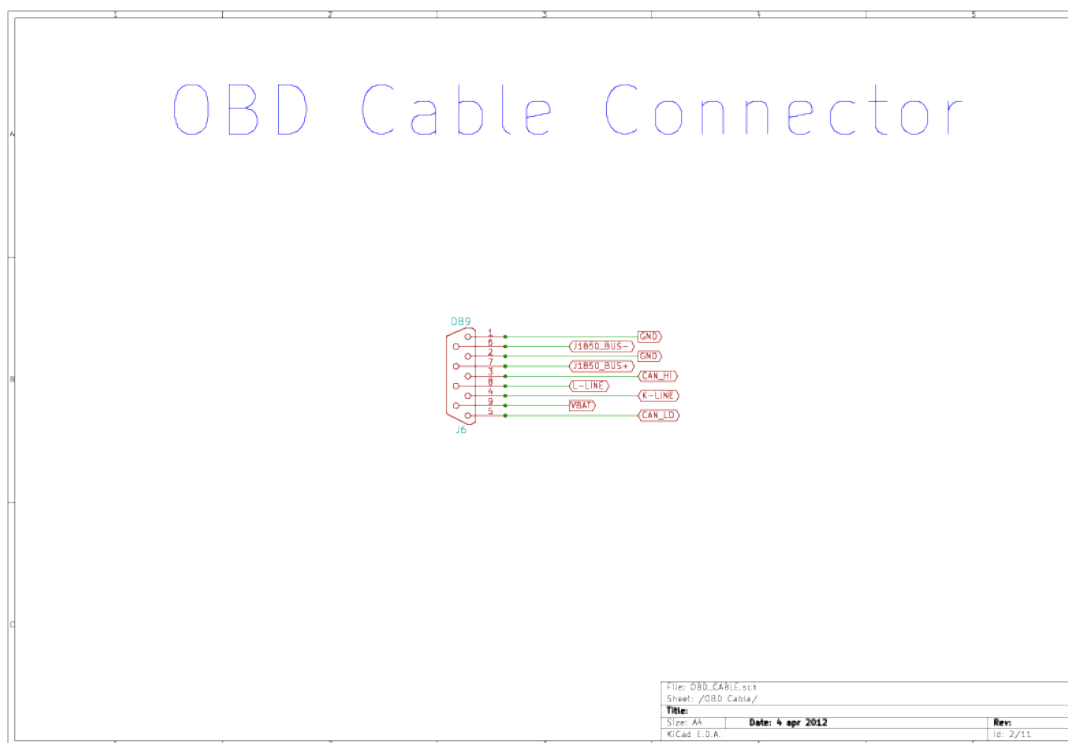 1 2 3 4 5
OBD Cable Connector
A
DB9
1 GND
6 J1850_BUS-
2 GND
7 J1850_BUS+
3 CAN_HI
B
8 L-LINE
4 K-LINE
9 VBAT
5 CAN_LO
J6
C
File: OBD_CABLE.sch
Sheet: /OBD Cable/
Title:
Size: A4 Date: 4 apr 2012 Rev:
KiCad E.D.A. Id: 2/11